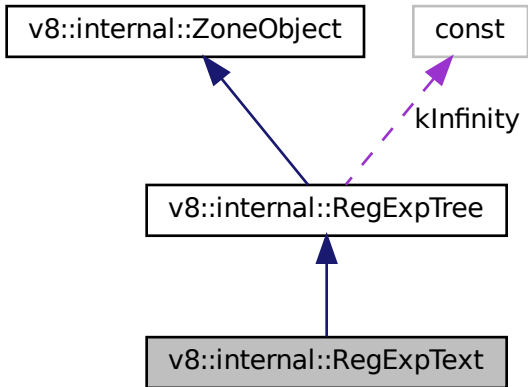 v8::internal::ZoneObject
const
kInfinity
v8::internal::RegExpTree
v8::internal::RegExpText